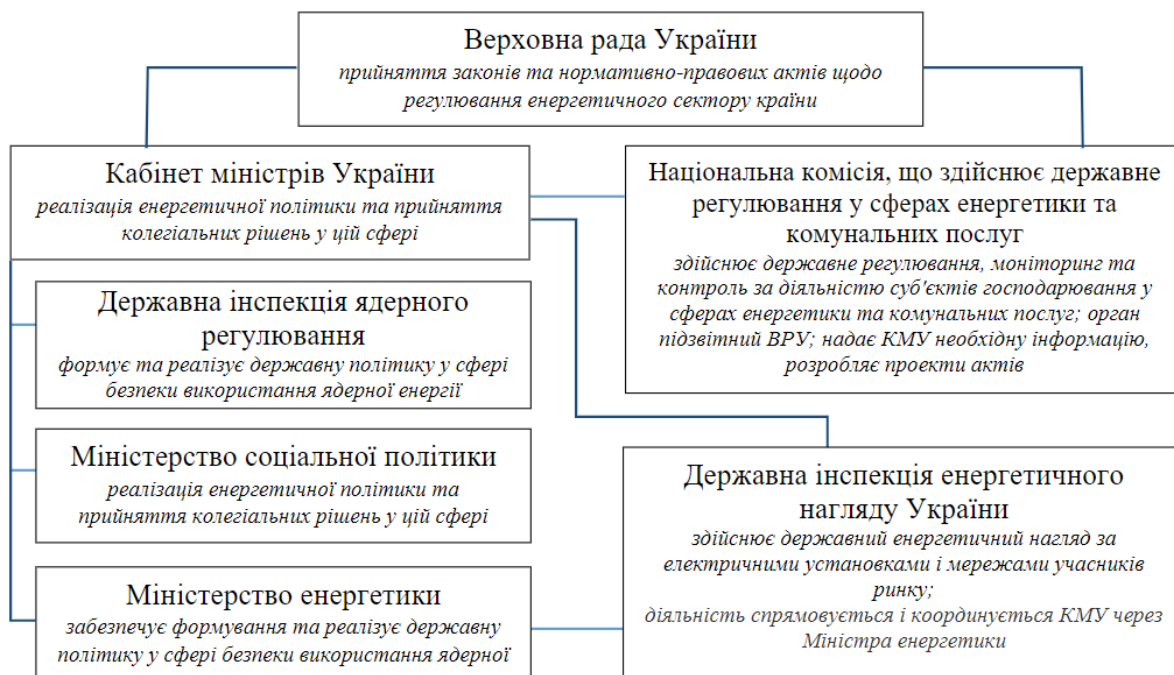 Верховна рада України
прийняття законів та нормативно-правових актів щодо
регулювання енергетичного сектору країни
Кабінет міністрів України
реалізація енергетичної політики та прийняття
колегіальних рішень у цій сфері
Національна комісія, що здійснює державне
регулювання у сферах енергетики та
комунальних послуг
здійснює державне регулювання, моніторинг та
контроль за діяльністю суб'єктів господарювання у
сферах енергетики та комунальних послуг; орган
підзвітний ВРУ; надає КМУ необхідну інформацію,
розробляє проекти актів
Державна інспекція ядерного
регулювання
формує та реалізує державну політику у сфері
безпеки використання ядерної енергії
Міністерство соціальної політики
реалізація енергетичної політики та
прийняття колегіальних рішень у цій сфері
Державна інспекція енергетичного
нагляду України
здійснює державний енергетичний нагляд за
електричними установками і мережами учасників
ринку;
діяльність спрямовується і координується КМУ через
Міністра енергетики
Міністерство енергетики
забезпечує формування та реалізує державну
політику у сфері безпеки використання ядерної